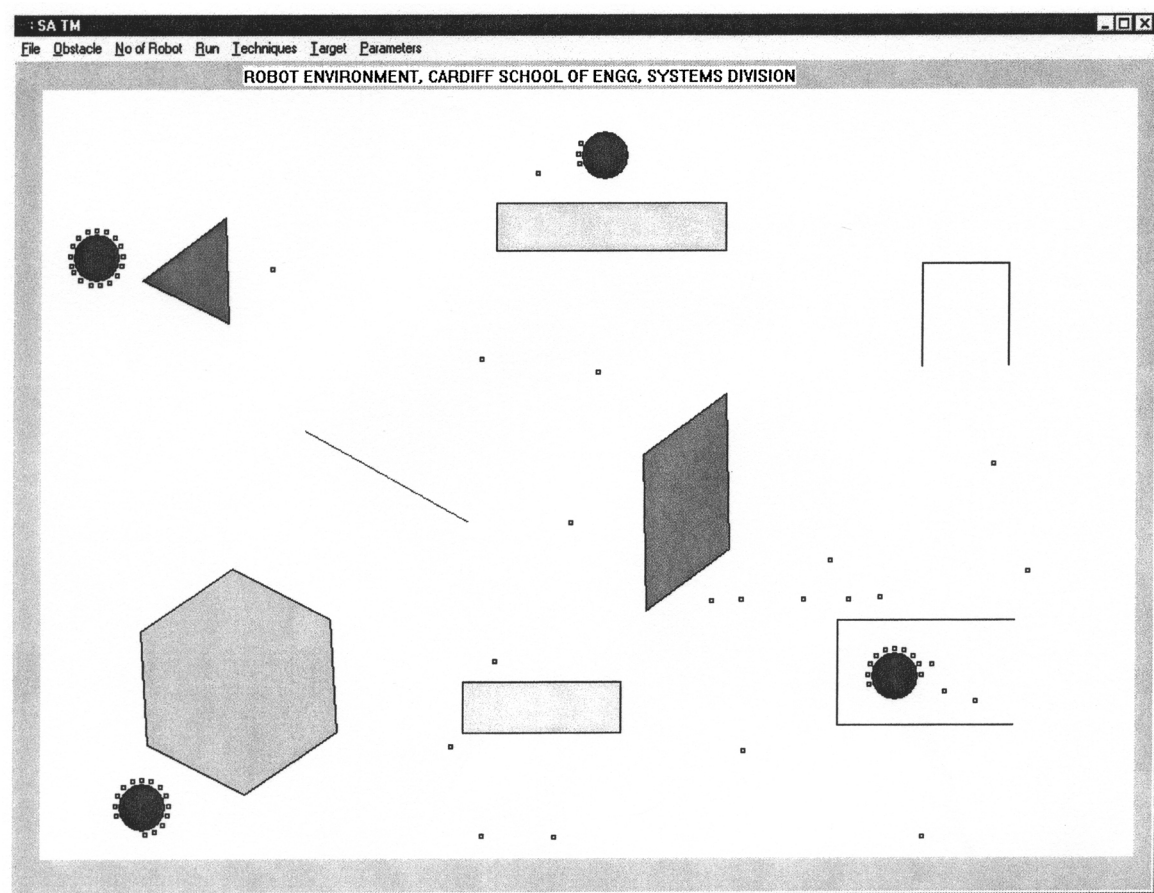 : SA TM
File Obstacle No of Robot Run Techniques Target Parameters
ROBOT ENVIRONMENT, CARDIFF SCHOOL OF ENGG, SYSTEMS DIVISION